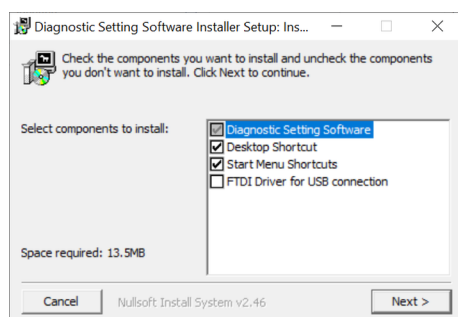 Diagnostic Setting Software Installer Setup: Ins...
Check the components you want to install and uncheck the components
you don't want to install. Click Next to continue.
Select components to install:
Diagnostic Setting Software
Desktop Shortcut
Start Menu Shortcuts
FTDI Driver for USB connection
Space required: 13.5MB
Cancel
Nullsoft Install System v2.46
Next >